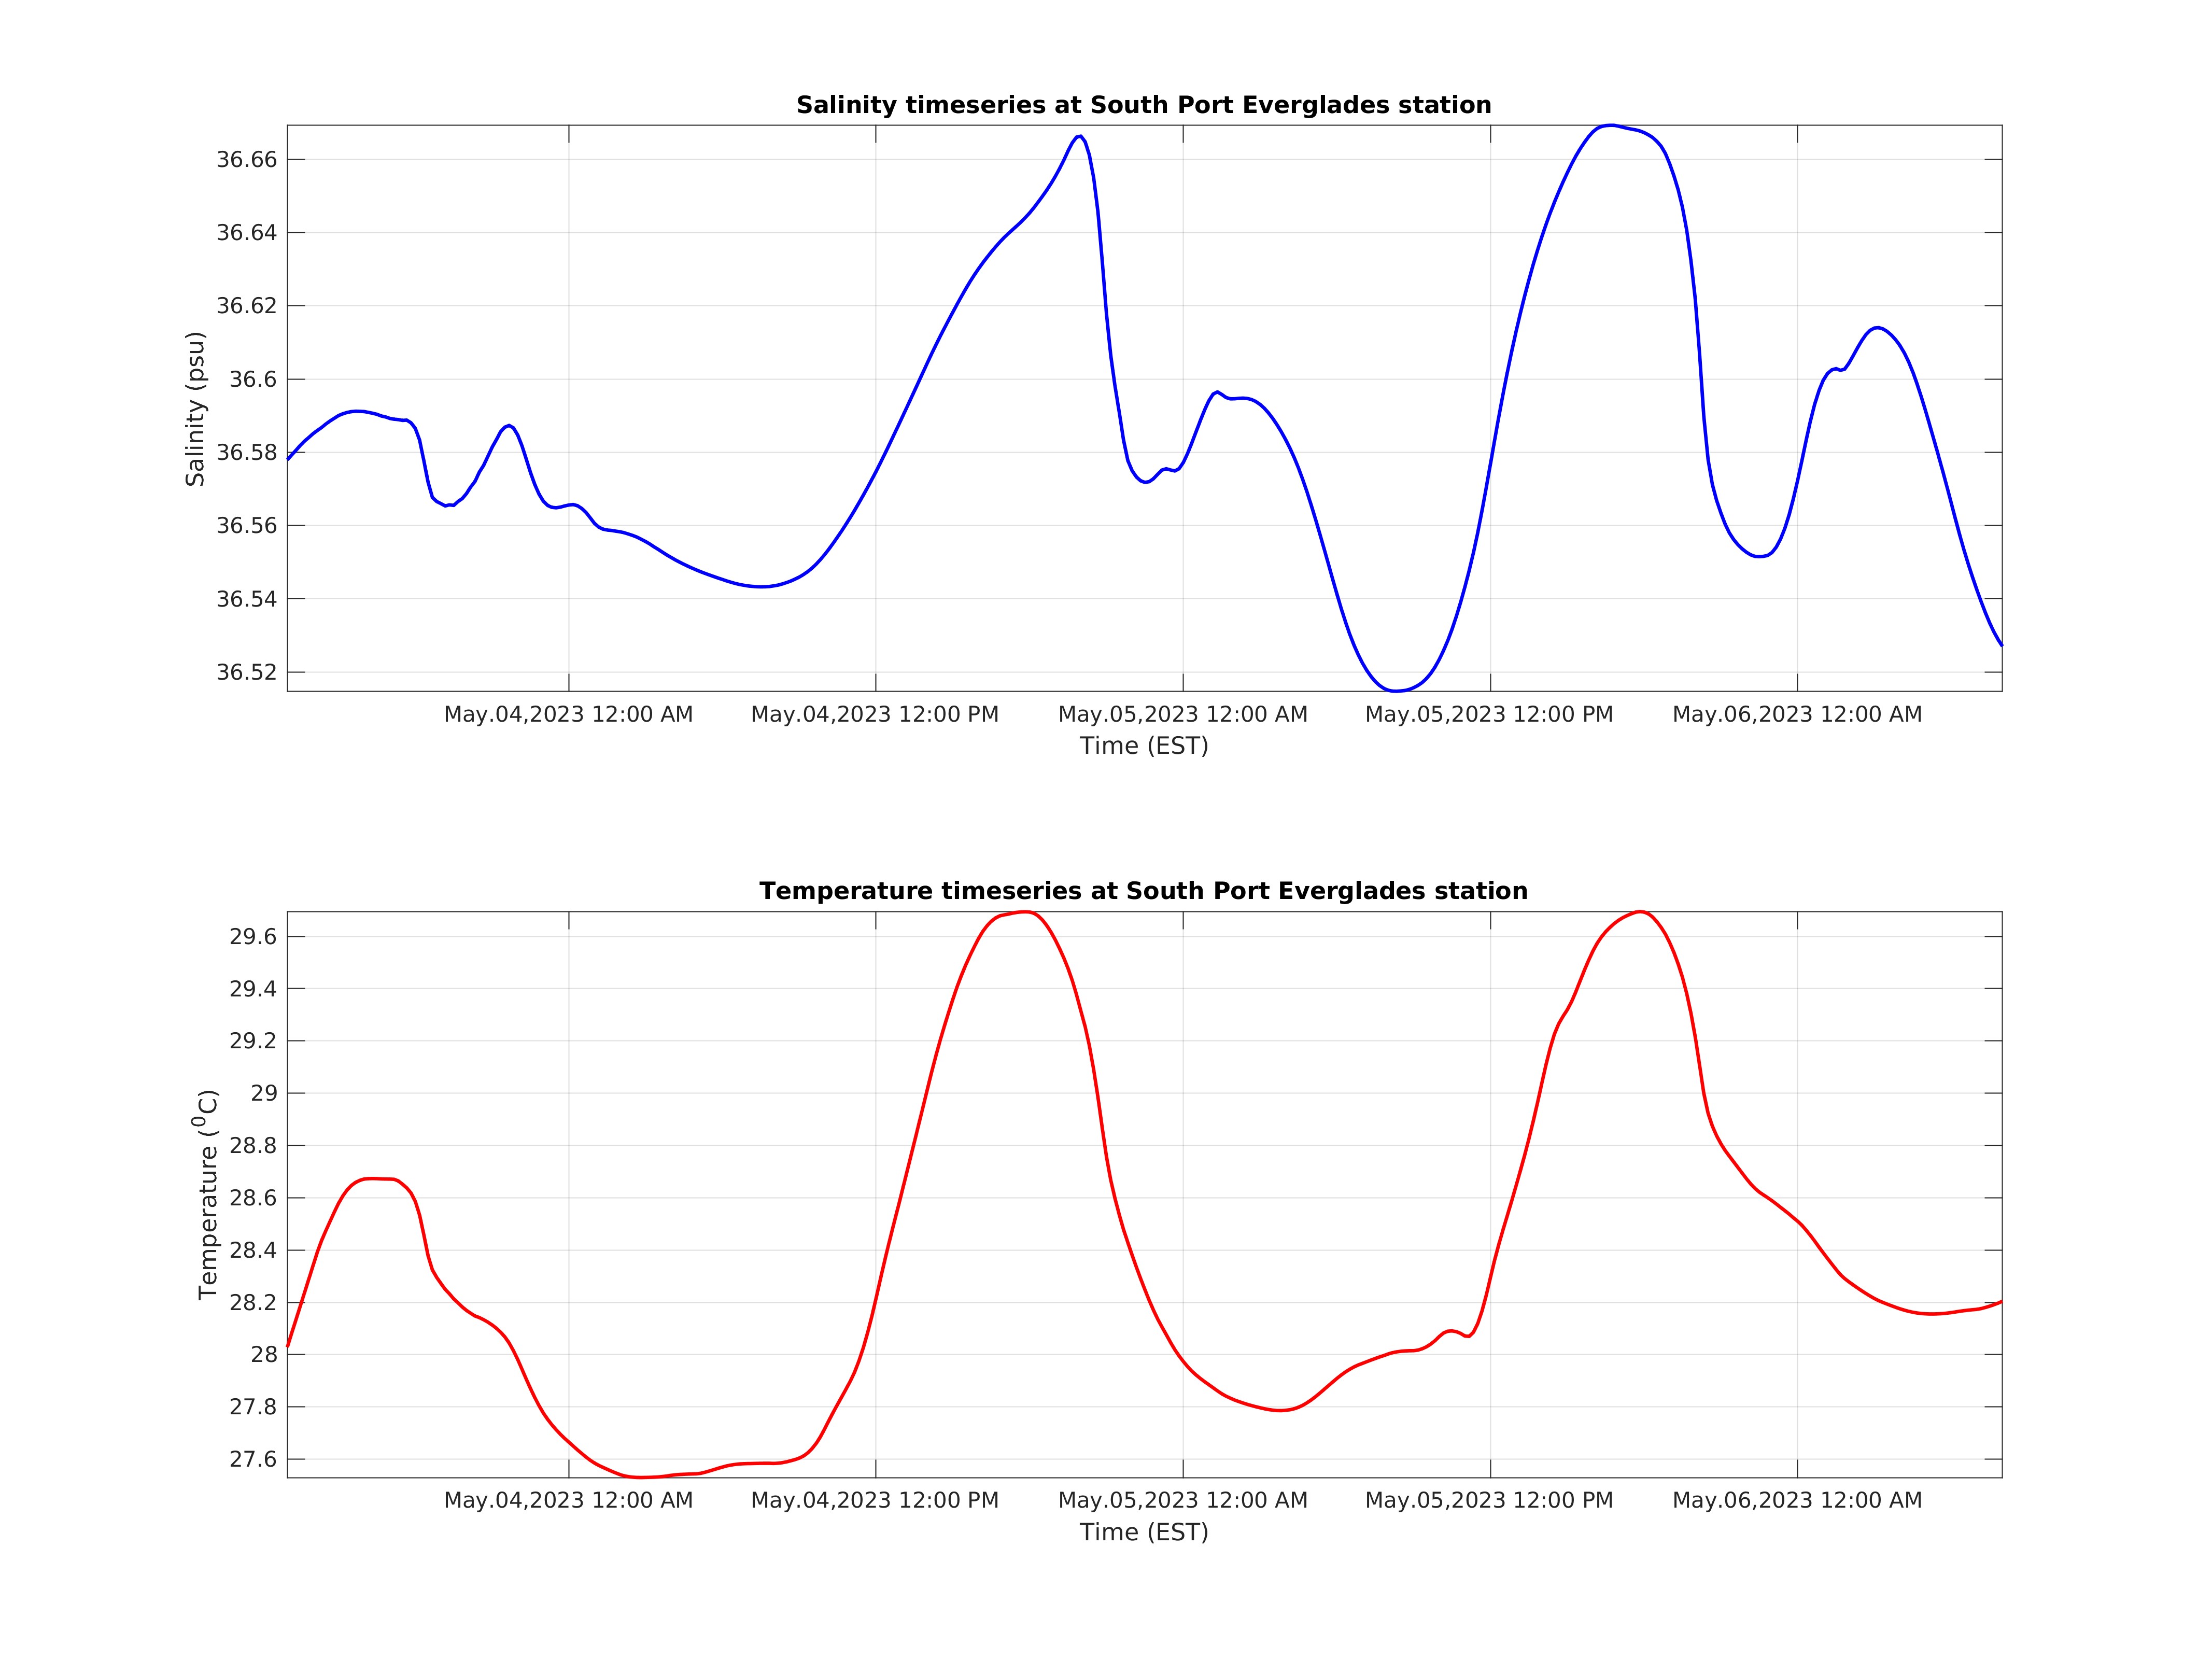 Salinity timeseries at South Port Everglades station
36.66
36.64
36.62
36.6
36.58
36.56
36.54
36.52
Salinity (psu)
May.04,2023 12:00 AM May.04,2023 12:00 PM May.05,2023 12:00 AM May.05,2023 12:00 PM May.06,2023 12:00 AM
Time (EST)
Temperature timeseries at South Port Everglades station
29.6
29.4
29.2
29
28.8
28.6
28.4
28.2
28
27.8
27.6
Temperature (⁰C)
May.04,2023 12:00 AM May.04,2023 12:00 PM May.05,2023 12:00 AM May.05,2023 12:00 PM May.06,2023 12:00 AM
Time (EST)